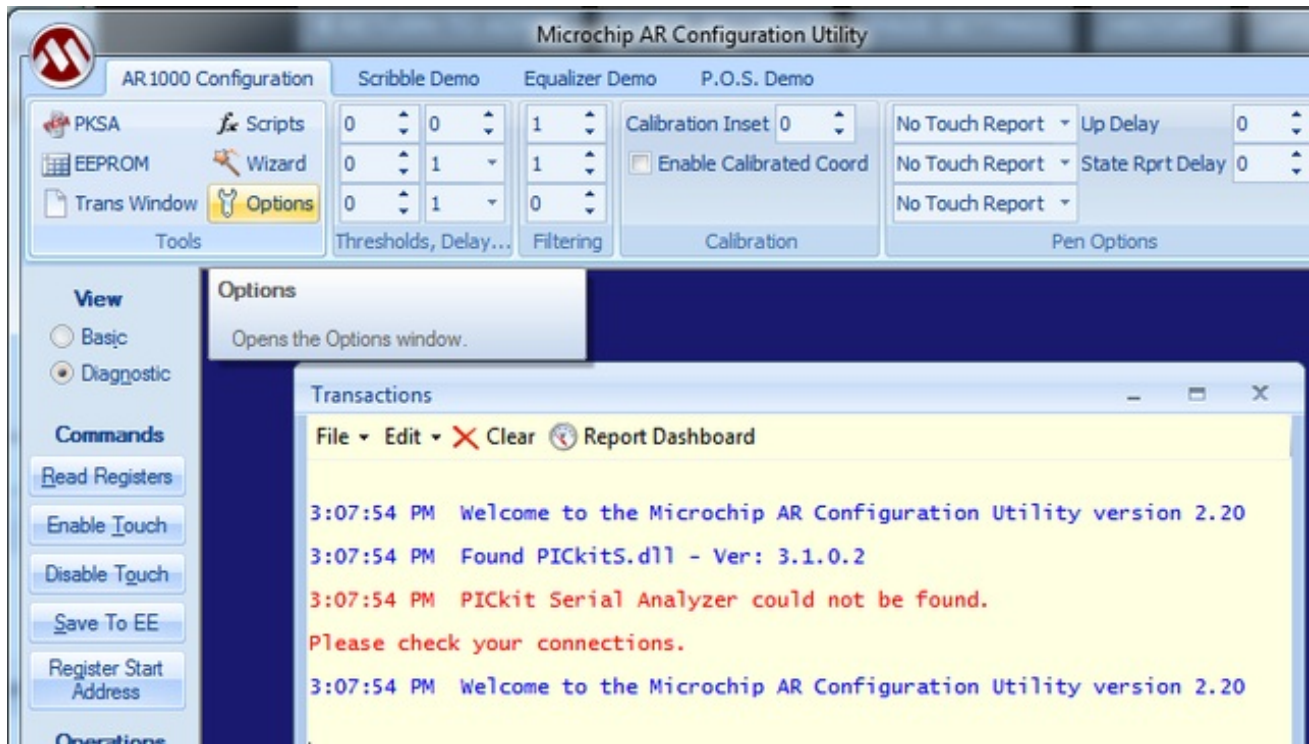 Microchip AR Configuration Utility
AR1000 Configuration Scribble Demo Equalizer Demo P.O.S. Demo
PKSA Scripts 0 0 1 Calibration Inset 0 No Touch Report Up Delay 0
EEPROM Wizard 0 1 1 Enable Calibrated Coord No Touch Report State Rprt Delay 0
Trans Window Options 0 1 0 No Touch Report
Tools Thresholds, Delay... Filtering Calibration Pen Options
View
Basic
Diagnostic
Commands
Read Registers
Enable Touch
Disable Touch
Save To EE
Register Start
Address
Operations
Options
Opens the Options window.
Transactions
File Edit Clear Report Dashboard
3:07:54 PM Welcome to the Microchip AR Configuration Utility version 2.20
3:07:54 PM Found PICkitS.dll - Ver: 3.1.0.2
3:07:54 PM PICkit Serial Analyzer could not be found.
Please check your connections.
3:07:54 PM Welcome to the Microchip AR Configuration Utility version 2.20